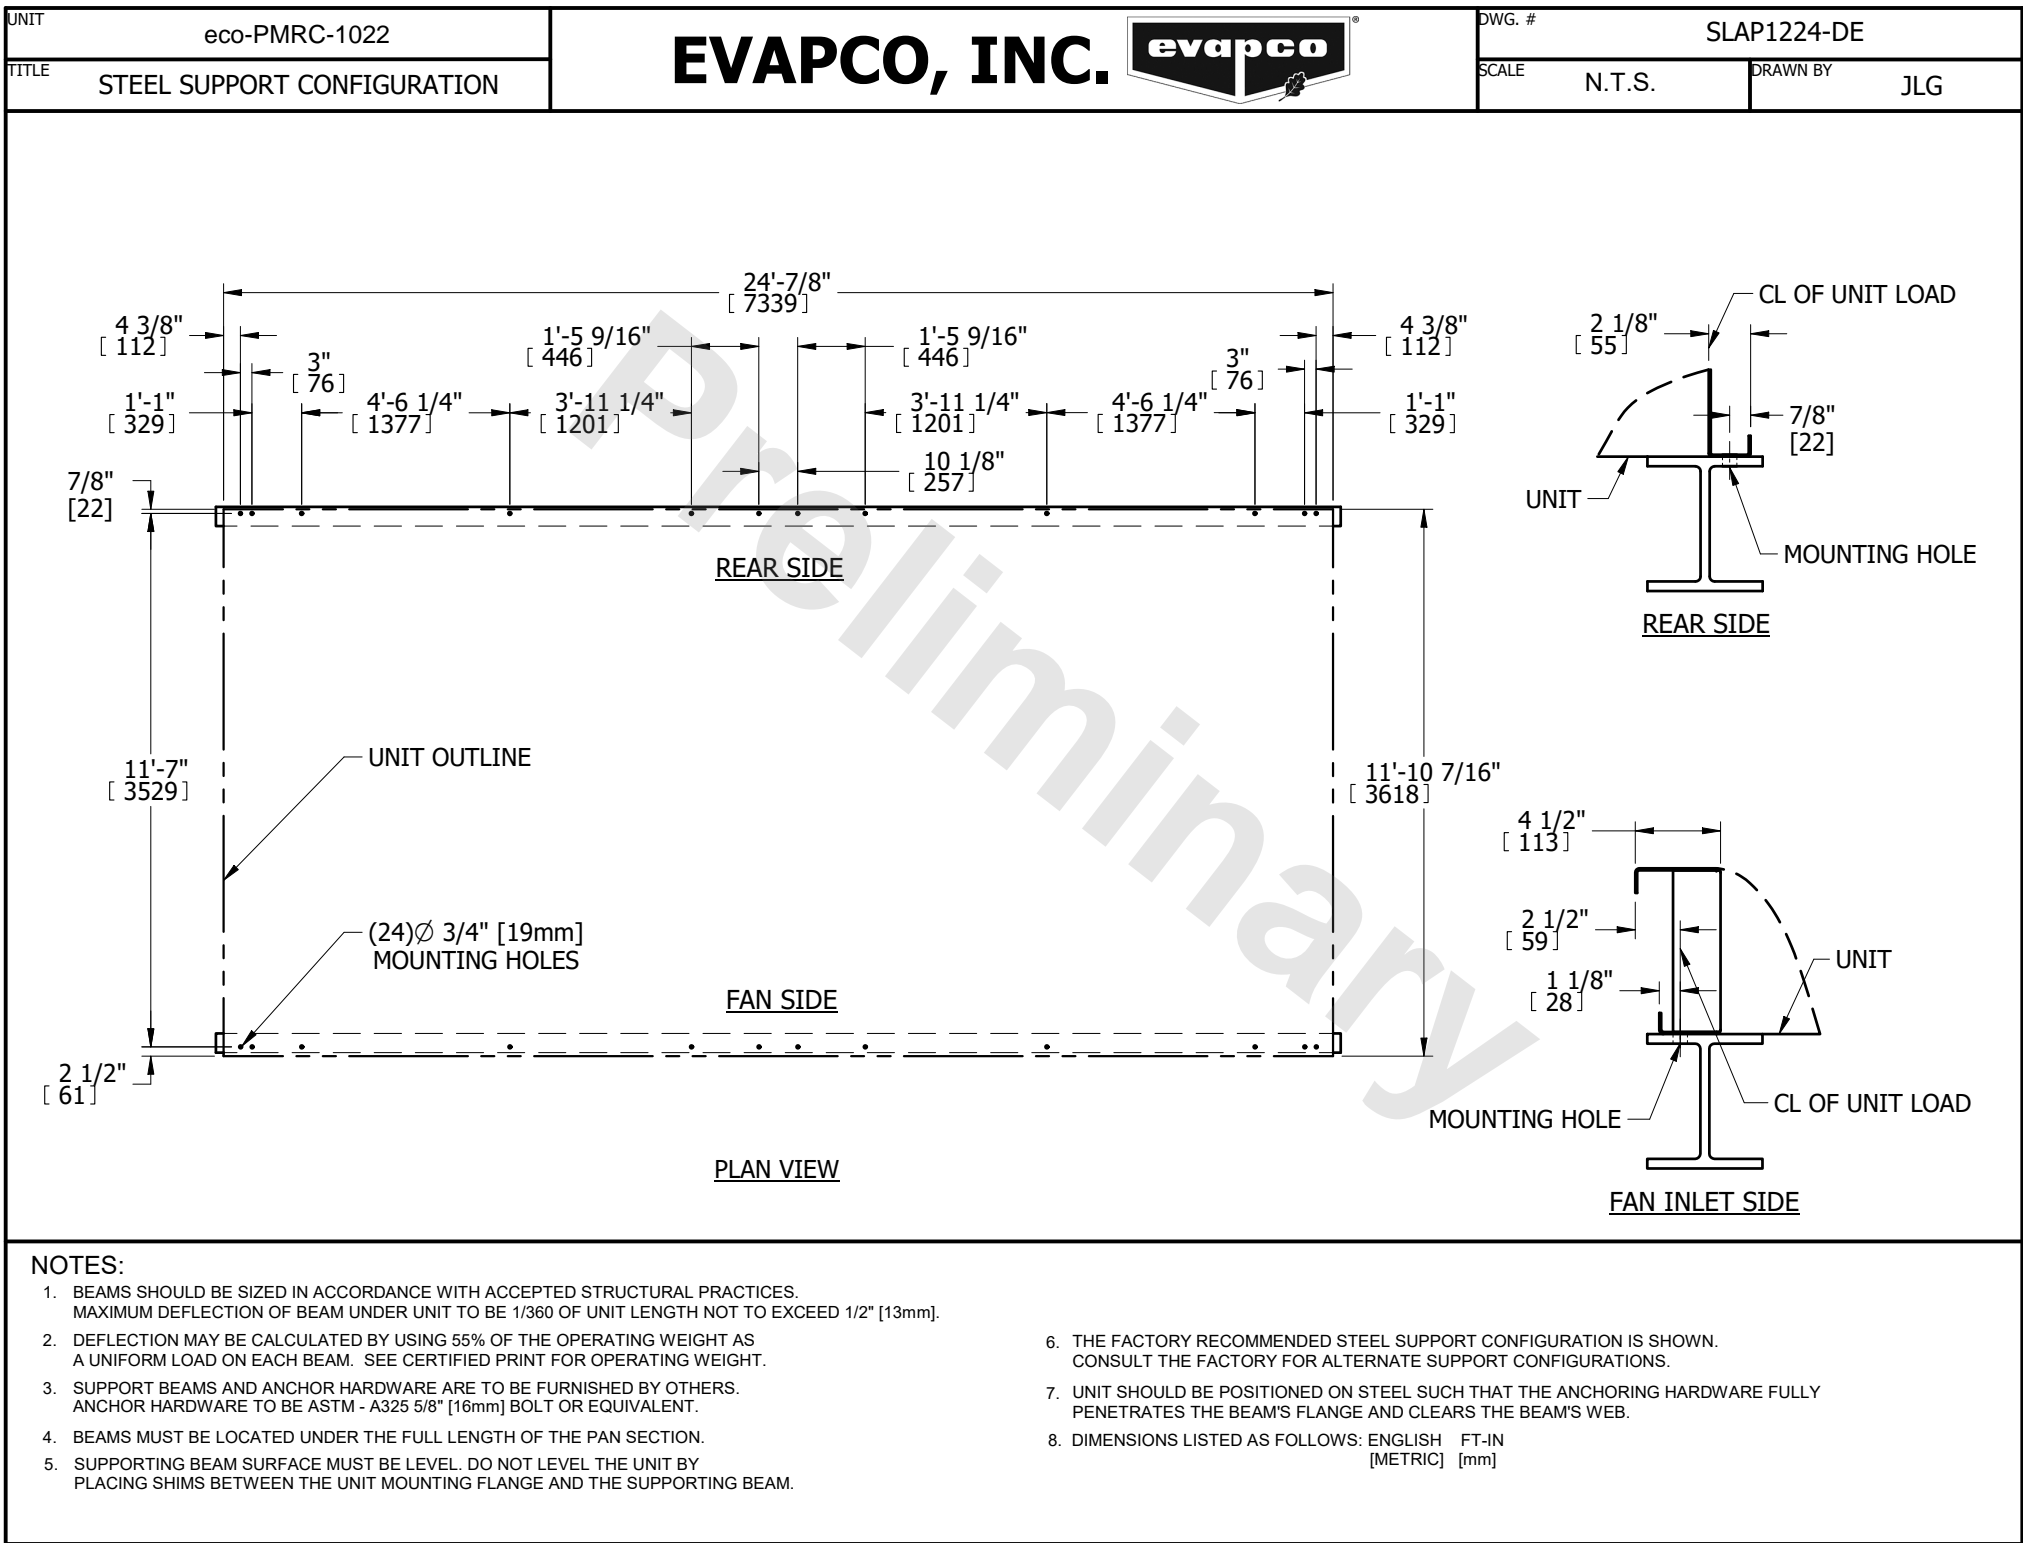 UNIT
eco-PMRC-1022
TITLE
STEEL SUPPORT CONFIGURATION
EVAPCO, INC.
evapco
®
DWG. #
SLAP1224-DE
SCALE
N.T.S.
DRAWN BY
JLG
24'-7/8"
[ 7339]
4 3/8"
[ 112]
3"
[ 76]
1'-5 9/16"
[ 446]
1'-5 9/16"
[ 446]
3"
[ 76]
4 3/8"
[ 112]
1'-1"
[ 329]
4'-6 1/4"
[ 1377]
3'-11 1/4"
[ 1201]
3'-11 1/4"
[ 1201]
4'-6 1/4"
[ 1377]
1'-1"
[ 329]
10 1/8"
[ 257]
7/8"
[22]
REAR SIDE
UNIT OUTLINE
11'-7"
[ 3529]
11'-10 7/16"
[ 3618]
(24)Ø 3/4" [19mm]
MOUNTING HOLES
FAN SIDE
2 1/2"
[ 61]
PLAN VIEW
Preliminary
CL OF UNIT LOAD
2 1/8"
[ 55]
7/8"
[22]
UNIT
MOUNTING HOLE
REAR SIDE
4 1/2"
[ 113]
2 1/2"
[ 59]
1 1/8"
[ 28]
UNIT
CL OF UNIT LOAD
MOUNTING HOLE
FAN INLET SIDE
NOTES:
1. BEAMS SHOULD BE SIZED IN ACCORDANCE WITH ACCEPTED STRUCTURAL PRACTICES.
MAXIMUM DEFLECTION OF BEAM UNDER UNIT TO BE 1/360 OF UNIT LENGTH NOT TO EXCEED 1/2" [13mm].
2. DEFLECTION MAY BE CALCULATED BY USING 55% OF THE OPERATING WEIGHT AS
A UNIFORM LOAD ON EACH BEAM. SEE CERTIFIED PRINT FOR OPERATING WEIGHT.
3. SUPPORT BEAMS AND ANCHOR HARDWARE ARE TO BE FURNISHED BY OTHERS.
ANCHOR HARDWARE TO BE ASTM - A325 5/8" [16mm] BOLT OR EQUIVALENT.
4. BEAMS MUST BE LOCATED UNDER THE FULL LENGTH OF THE PAN SECTION.
5. SUPPORTING BEAM SURFACE MUST BE LEVEL. DO NOT LEVEL THE UNIT BY
PLACING SHIMS BETWEEN THE UNIT MOUNTING FLANGE AND THE SUPPORTING BEAM.
6. THE FACTORY RECOMMENDED STEEL SUPPORT CONFIGURATION IS SHOWN.
CONSULT THE FACTORY FOR ALTERNATE SUPPORT CONFIGURATIONS.
7. UNIT SHOULD BE POSITIONED ON STEEL SUCH THAT THE ANCHORING HARDWARE FULLY
PENETRATES THE BEAM'S FLANGE AND CLEARS THE BEAM'S WEB.
8. DIMENSIONS LISTED AS FOLLOWS: ENGLISH FT-IN
[METRIC] [mm]